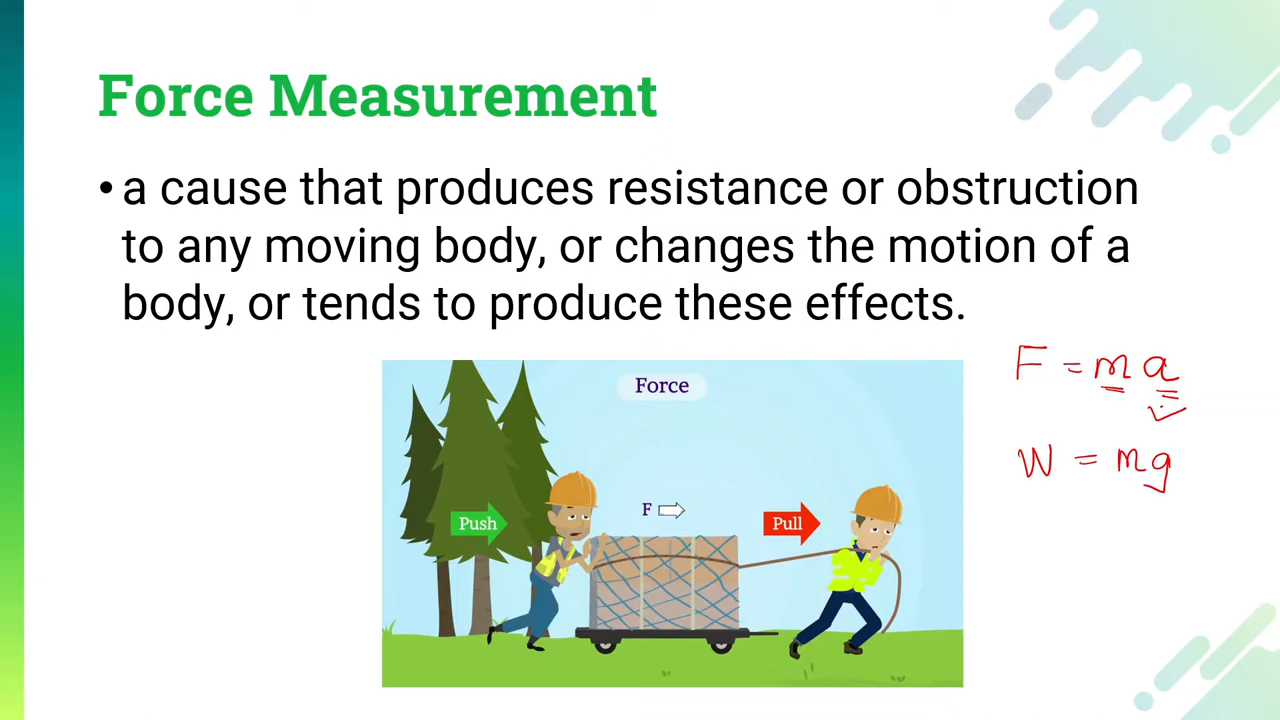 Force Measurement
• a cause that produces resistance or obstruction
to any moving body, or changes the motion of a
body, or tends to produce these effects.
F = m a
W = mg
Force
F
Push
Pull